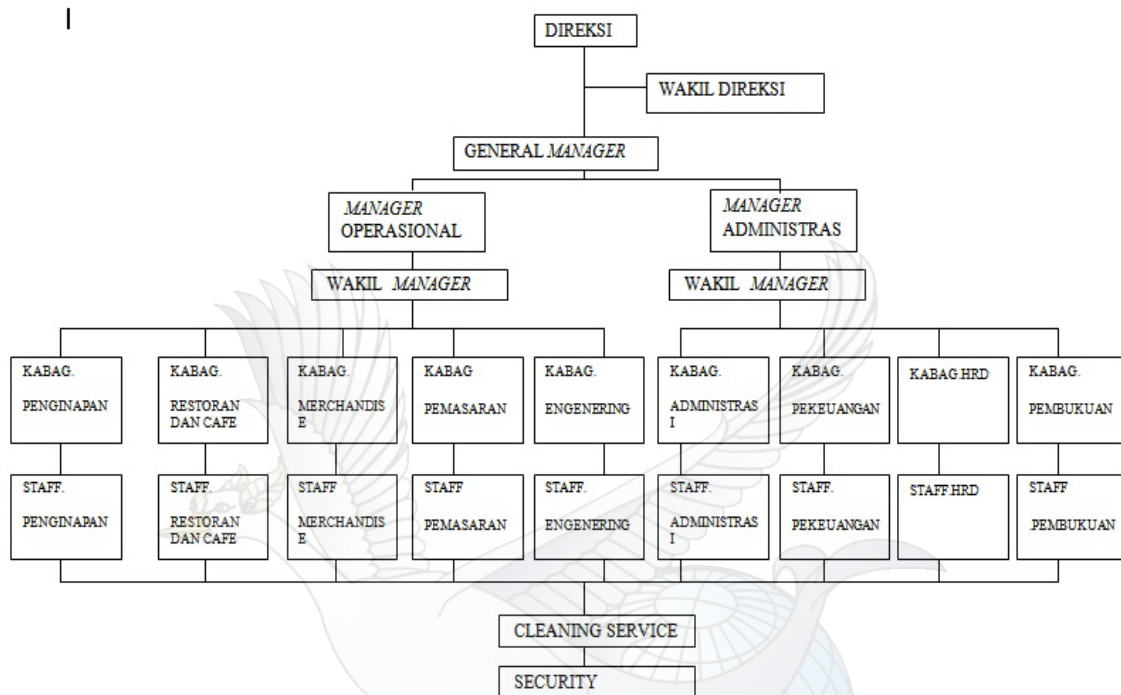 DIREKSI
WAKIL DIREKSI
GENERAL MANAGER
MANAGER
OPERASIONAL
MANAGER
ADMINISTRAS
WAKIL MANAGER
WAKIL MANAGER
KABAG.
PENGINAPAN
KABAG.
RESTORAN
DAN CAFE
KABAG.
MERCHANDIS
E
KABAG
PEMASARAN
KABAG.
ENGENERING
KABAG.
ADMINISTRAS
I
KABAG.
PEKEUANGAN
KABAG.HRD
KABAG.
PEMBUKUAN
STAFF.
PENGINAPAN
STAFF.
RESTORAN
DAN CAFE
STAFF
MERCHANDIS
E
STAFF
PEMASARAN
STAFF.
ENGENERING
STAFF.
ADMINISTRAS
I
STAFF.
PEKEUANGAN
STAFF.HRD
STAFF
.PEMBUKUAN
CLEANING SERVICE
SECURITY